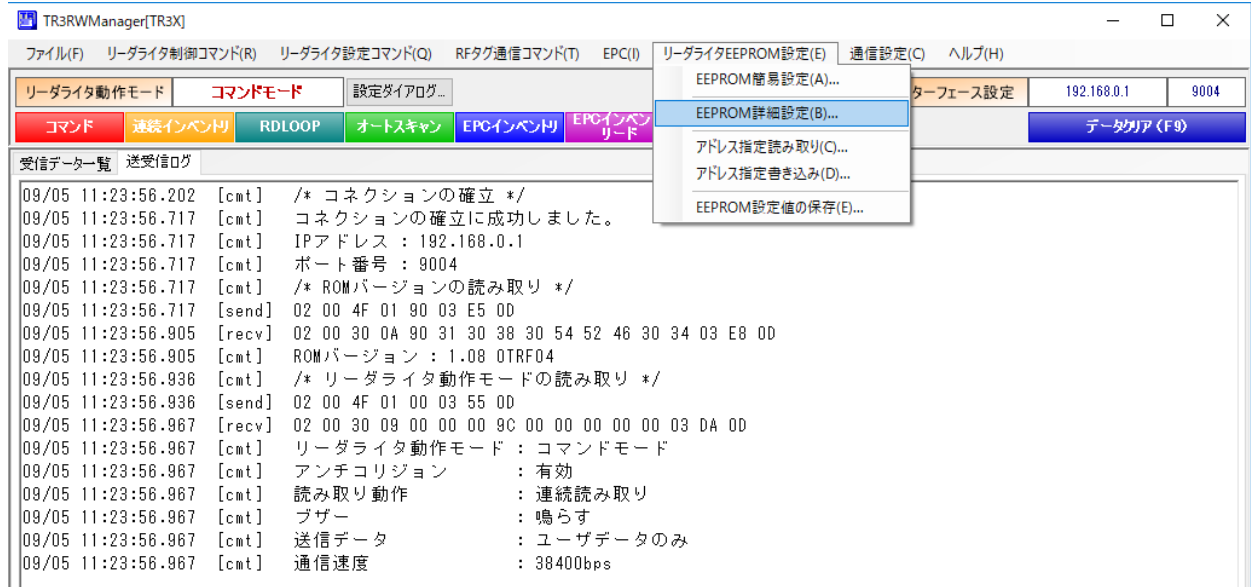 TR3RWManager[TR3X]
ファイル(F) リーダライタ制御コマンド(R) リーダライタ設定コマンド(Q) RFタグ通信コマンド(T) EPC(I) リーダライタEEPROM設定(E) 通信設定(C) ヘルプ(H)
EEPROM簡易設定(A)...
EEPROM詳細設定(B)...
アドレス指定読み取り(C)...
アドレス指定書き込み(D)...
EEPROM設定値の保存(E)...
リーダライタ動作モード コマンドモード 設定ダイアログ... ターフェース設定 192.168.0.1 9004
コマンド 連続インベントリ RDLOOP オートスキャン EPCインベントリ EPCインベン
リード データクリア (F9)
受信データ一覧 送受信ログ
09/05 11:23:56.202 [cmt] /* コネクションの確立 */
09/05 11:23:56.717 [cmt] コネクションの確立に成功しました。
09/05 11:23:56.717 [cmt] IPアドレス : 192.168.0.1
09/05 11:23:56.717 [cmt] ポート番号 : 9004
09/05 11:23:56.717 [cmt] /* ROMバージョンの読み取り */
09/05 11:23:56.717 [send] 02 00 4F 01 90 03 E5 0D
09/05 11:23:56.905 [recv] 02 00 30 0A 90 31 30 38 30 54 52 46 30 34 03 E8 0D
09/05 11:23:56.905 [cmt] ROMバージョン : 1.08 0TRF04
09/05 11:23:56.936 [cmt] /* リーダライタ動作モードの読み取り */
09/05 11:23:56.936 [send] 02 00 4F 01 00 03 55 0D
09/05 11:23:56.967 [recv] 02 00 30 09 00 00 00 9C 00 00 00 00 00 03 DA 0D
09/05 11:23:56.967 [cmt] リーダライタ動作モード : コマンドモード
09/05 11:23:56.967 [cmt] アンチコリジョン : 有効
09/05 11:23:56.967 [cmt] 読み取り動作 : 連続読み取り
09/05 11:23:56.967 [cmt] ブザー : 鳴らす
09/05 11:23:56.967 [cmt] 送信データ : ユーザデータのみ
09/05 11:23:56.967 [cmt] 通信速度 : 38400bps